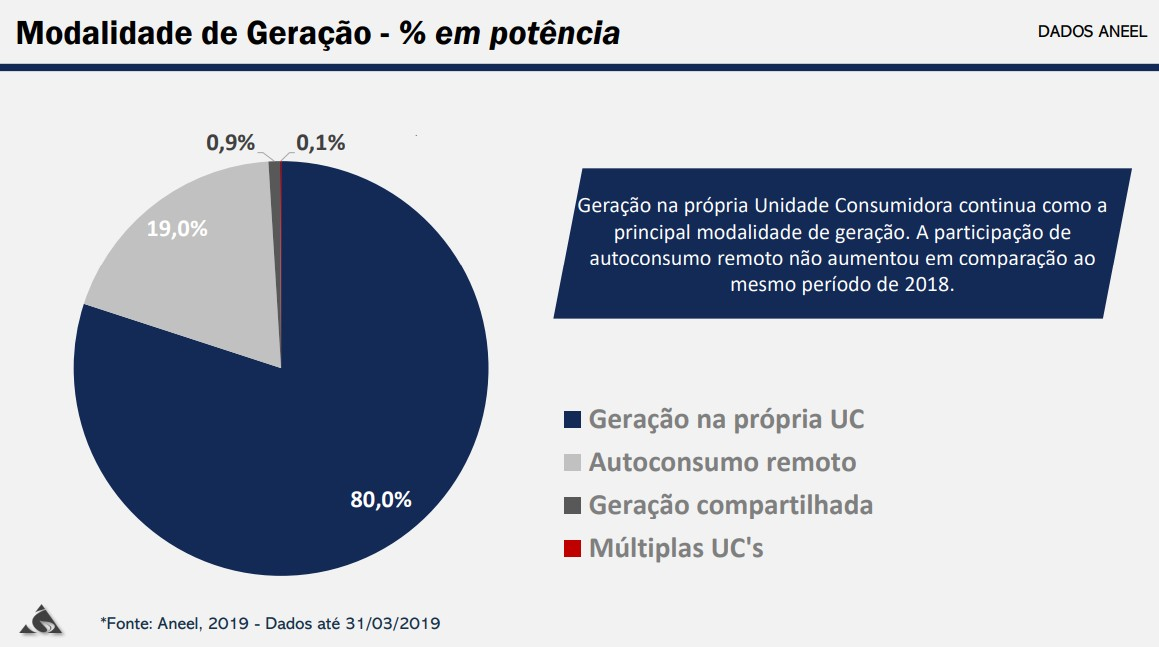 Modalidade de Geração - % em potência
DADOS ANEEL
0,9%
0,1%
19,0%
80,0%
Geração na própria Unidade Consumidora continua como a
principal modalidade de geração. A participação de
autoconsumo remoto não aumentou em comparação ao
mesmo período de 2018.
Geração na própria UC
Autoconsumo remoto
Geração compartilhada
Múltiplas UC's
*Fonte: Aneel, 2019 - Dados até 31/03/2019